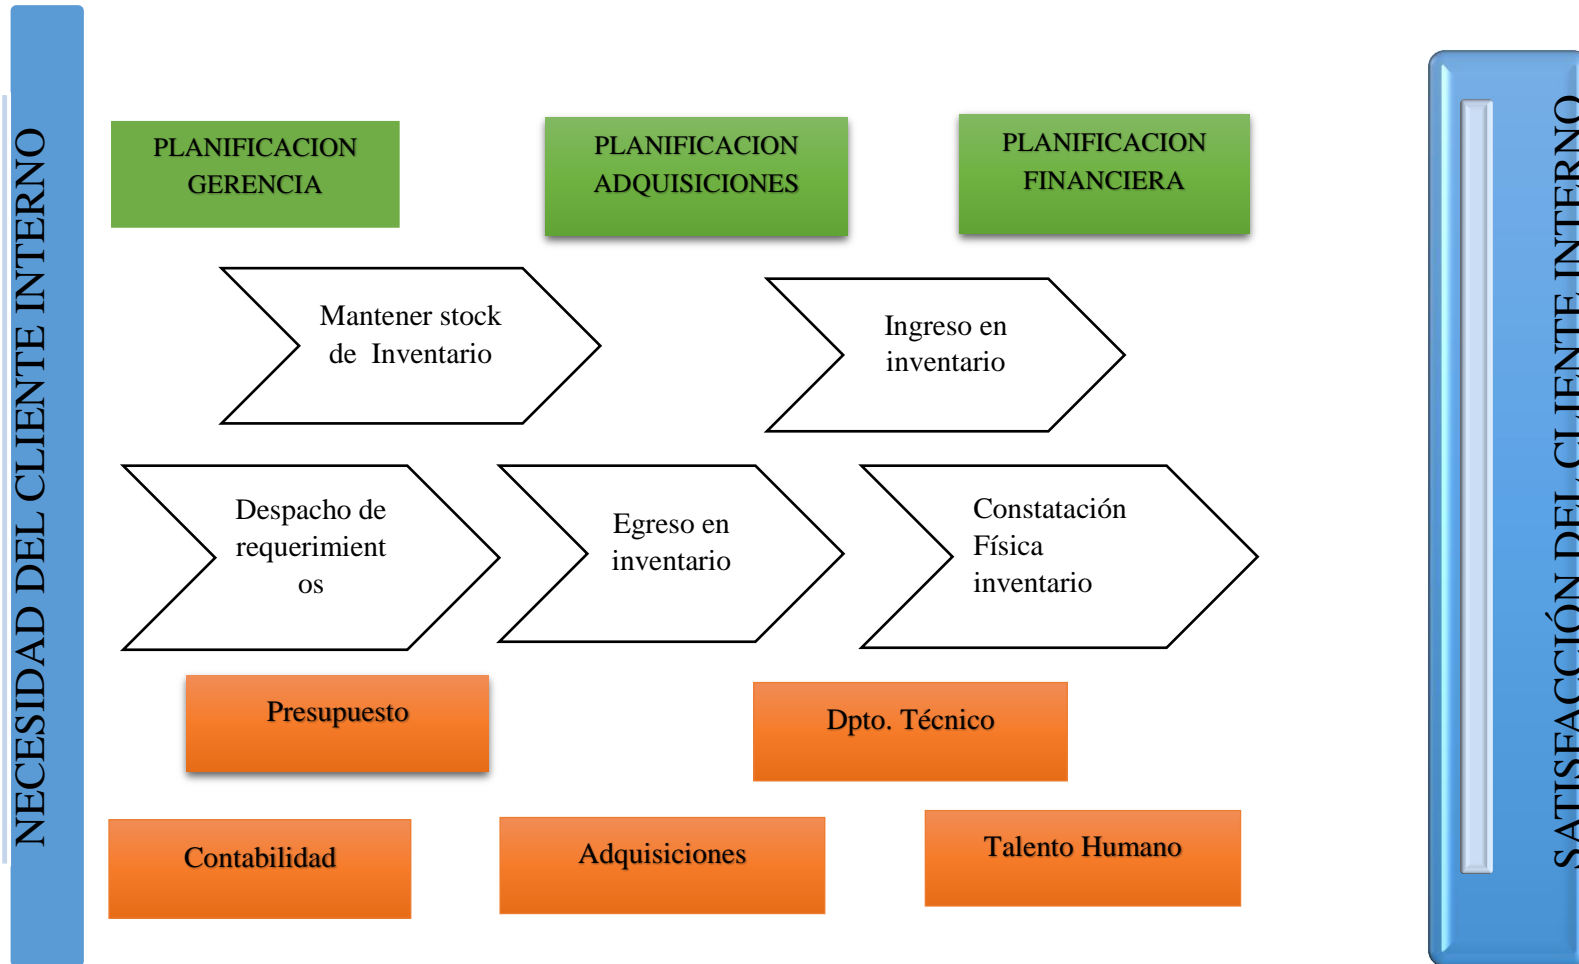 NECESIDAD DEL CLIENTE INTERNO
PLANIFICACION
GERENCIA
PLANIFICACION
ADQUISICIONES
PLANIFICACION
FINANCIERA
Mantener stock
de Inventario
Ingreso en
inventario
Despacho de
requerimient
os
Egreso en
inventario
Constatación
Física
inventario
Presupuesto
Dpto. Técnico
Contabilidad
Adquisiciones
Talento Humano
SATISFACCIÓN DEL CLIENTE INTERNO